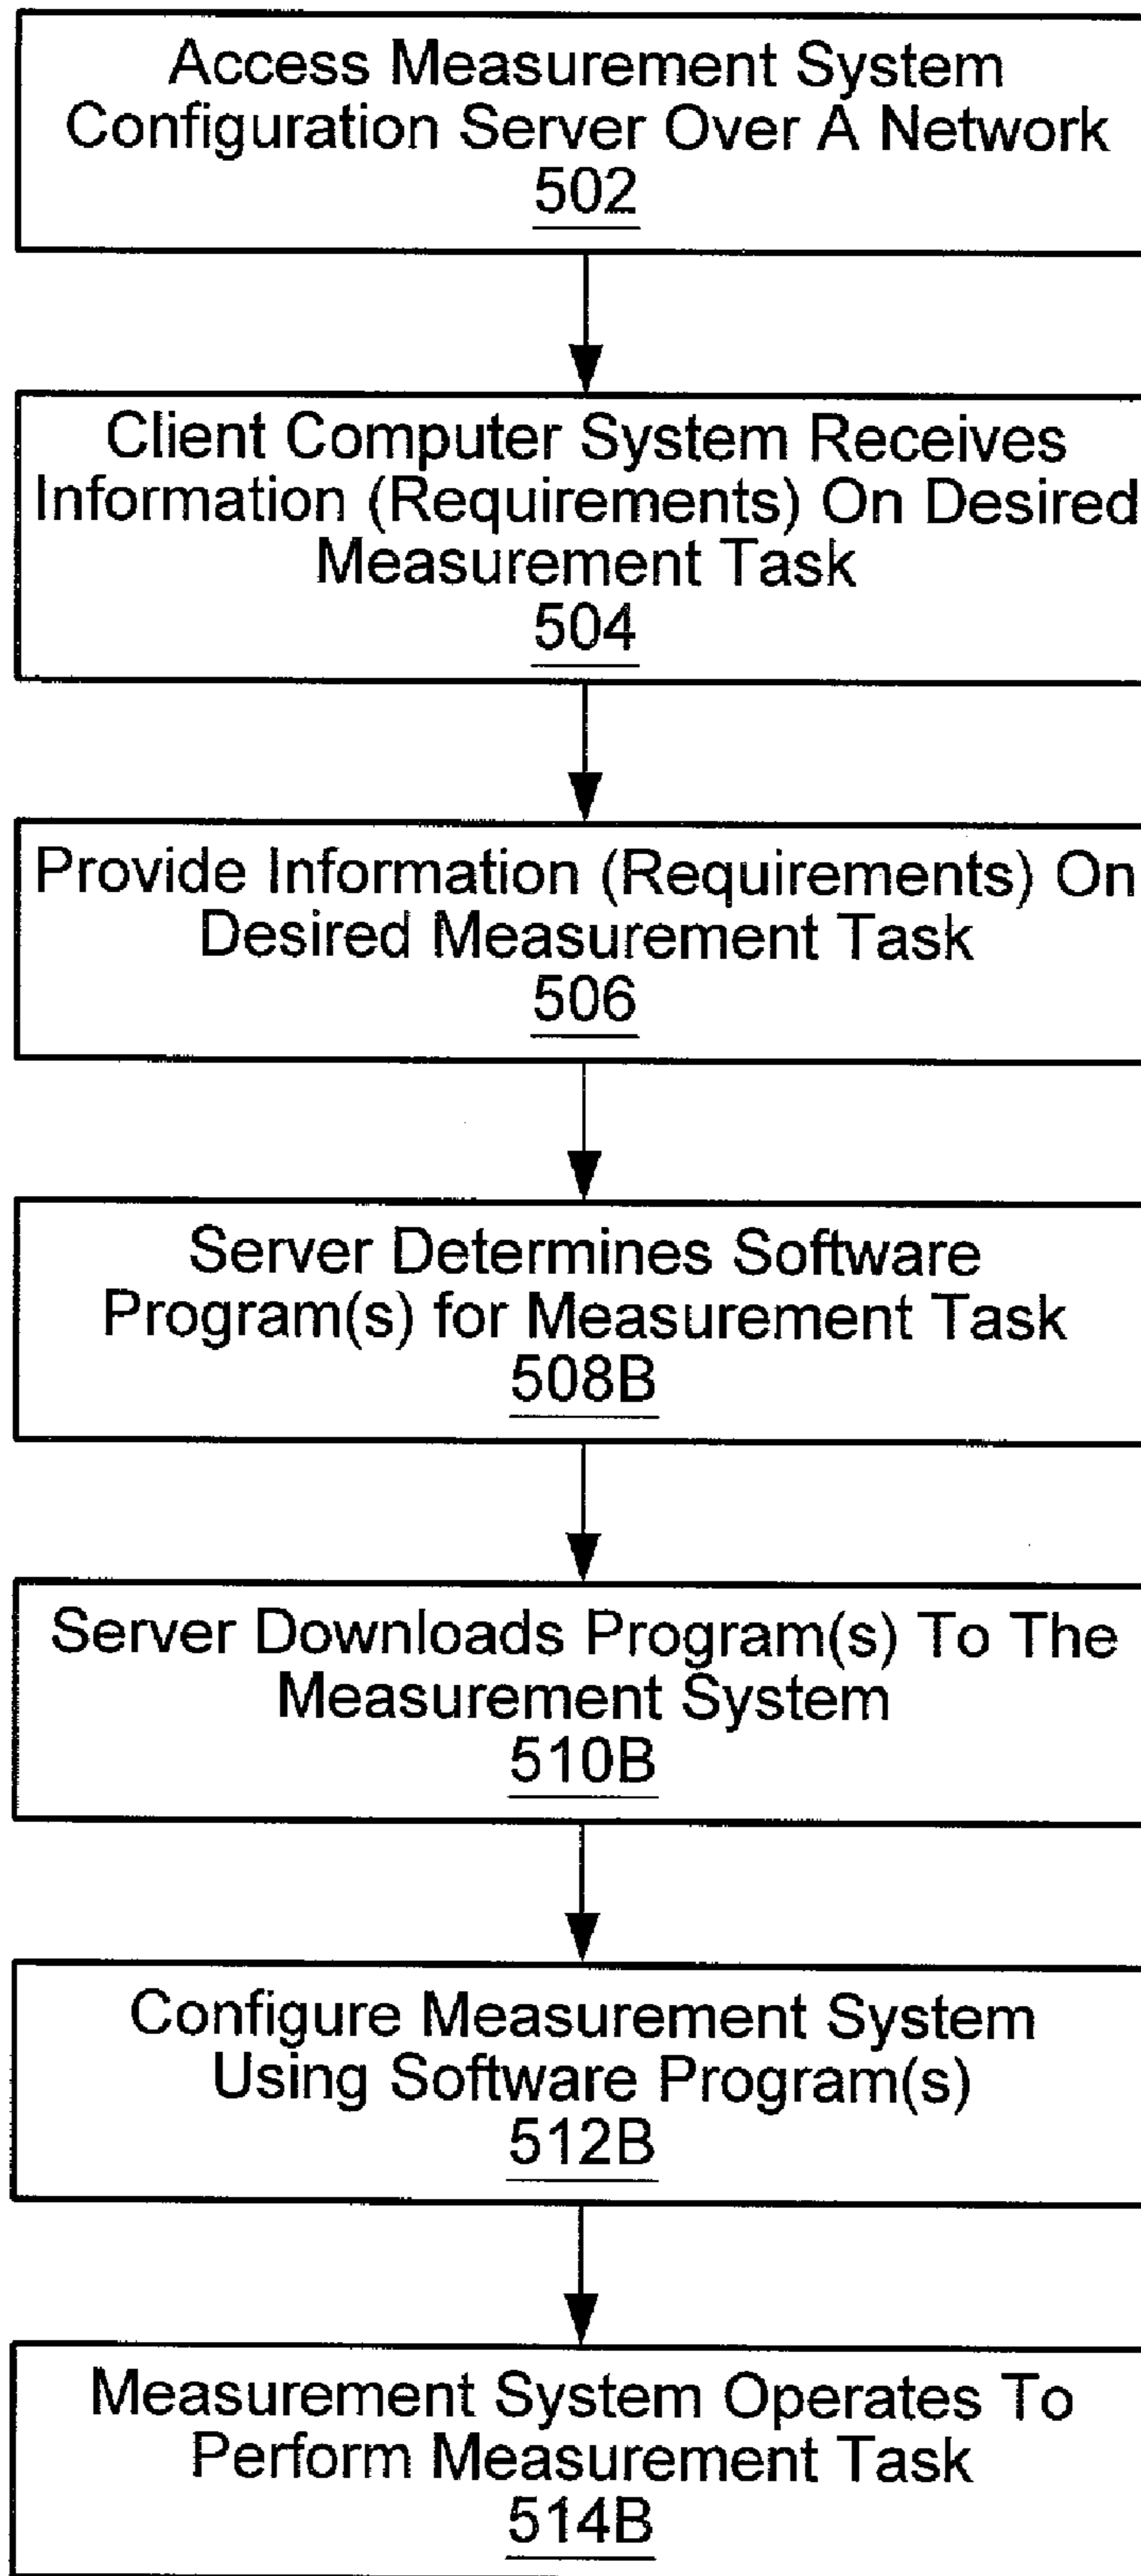 Access Measurement System
Configuration Server Over A Network
502
Client Computer System Receives
Information (Requirements) On Desired
Measurement Task
504
Provide Information (Requirements) On
Desired Measurement Task
506
Server Determines Software
Program(s) for Measurement Task
508B
Server Downloads Program(s) To The
Measurement System
510B
Configure Measurement System
Using Software Program(s)
512B
Measurement System Operates To
Perform Measurement Task
514B